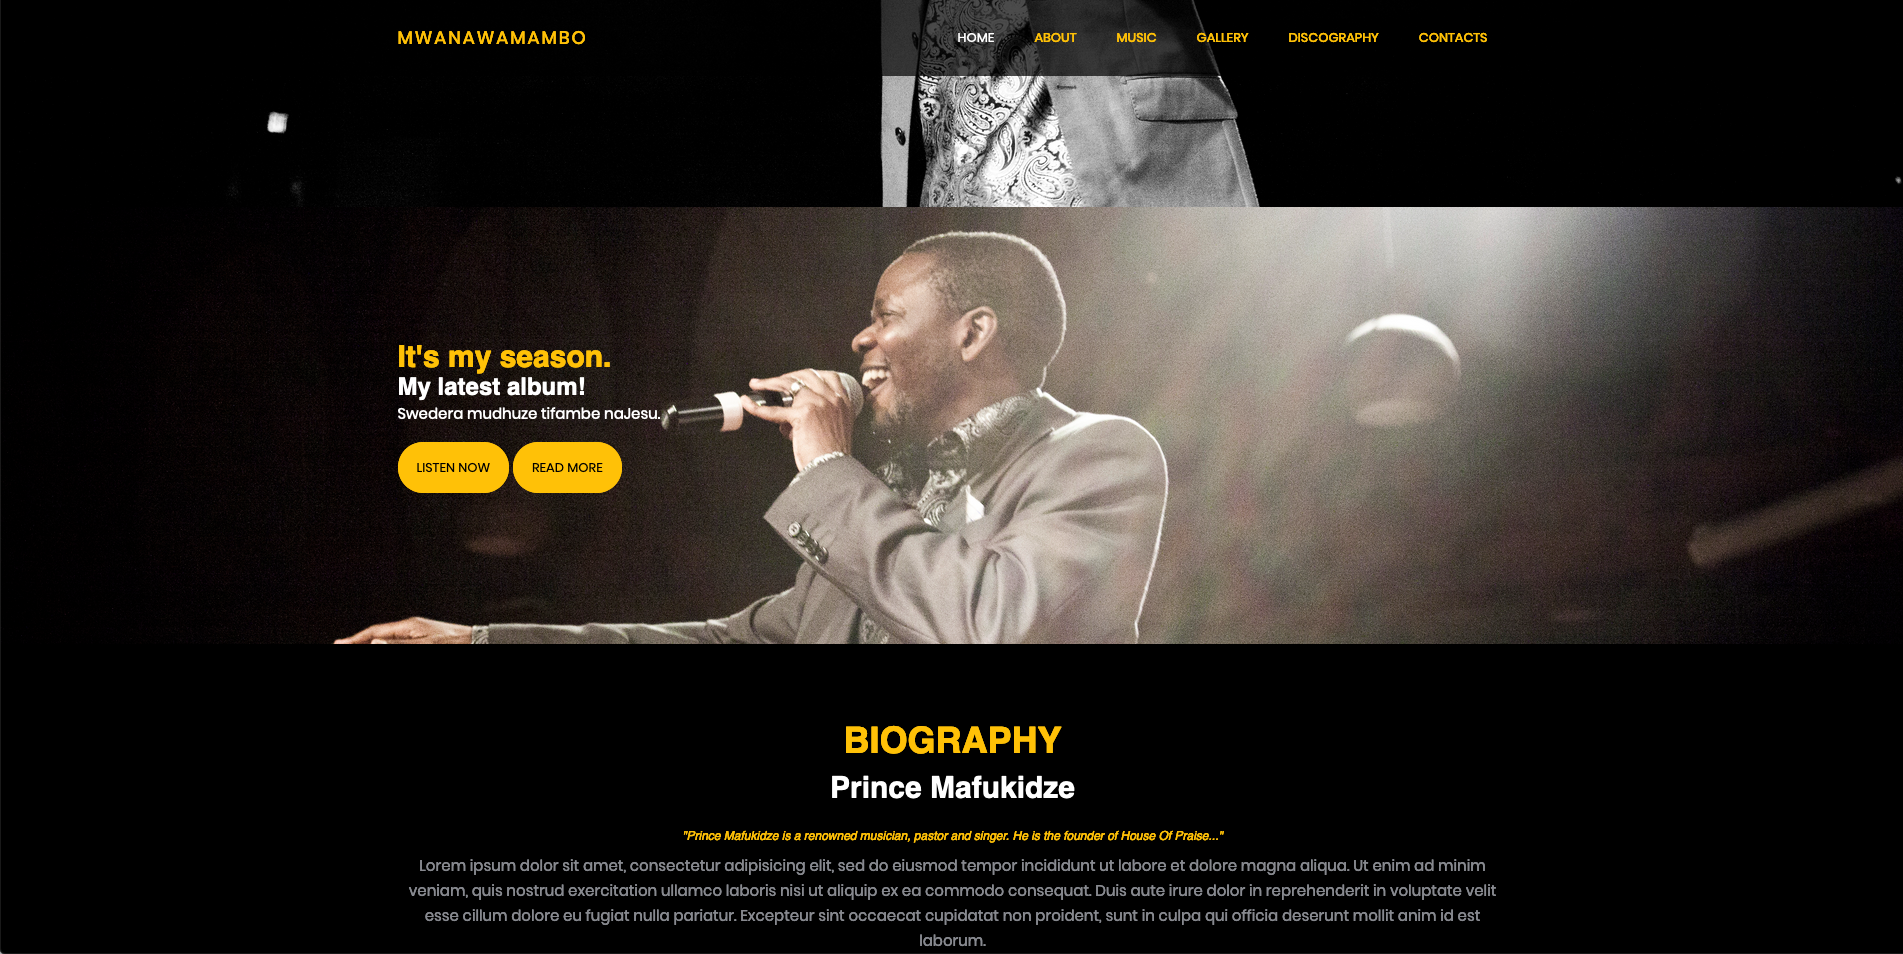 MWANAWAMAMBO
HOME ABOUT MUSIC GALLERY DISCOGRAPHY CONTACTS
It's my season.
My latest album!
Swedera mudhuze tifambe naJesu.
LISTEN NOW READ MORE
BIOGRAPHY
Prince Mafukidze
"Prince Mafukidze is a renowned musician, pastor and singer. He is the founder of House Of Praise..."
Lorem ipsum dolor sit amet, consectetur adipisicing elit, sed do eiusmod tempor incididunt ut labore et dolore magna aliqua. Ut enim ad minim
veniam, quis nostrud exercitation ullamco laboris nisi ut aliquip ex ea commodo consequat. Duis aute irure dolor in reprehenderit in voluptate velit
esse cillum dolore eu fugiat nulla pariatur. Excepteur sint occaecat cupidatat non proident, sunt in culpa qui officia deserunt mollit anim id est
laborum.